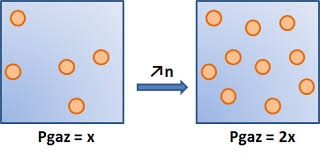 ↗n
Pgaz = x
Pgaz = 2x